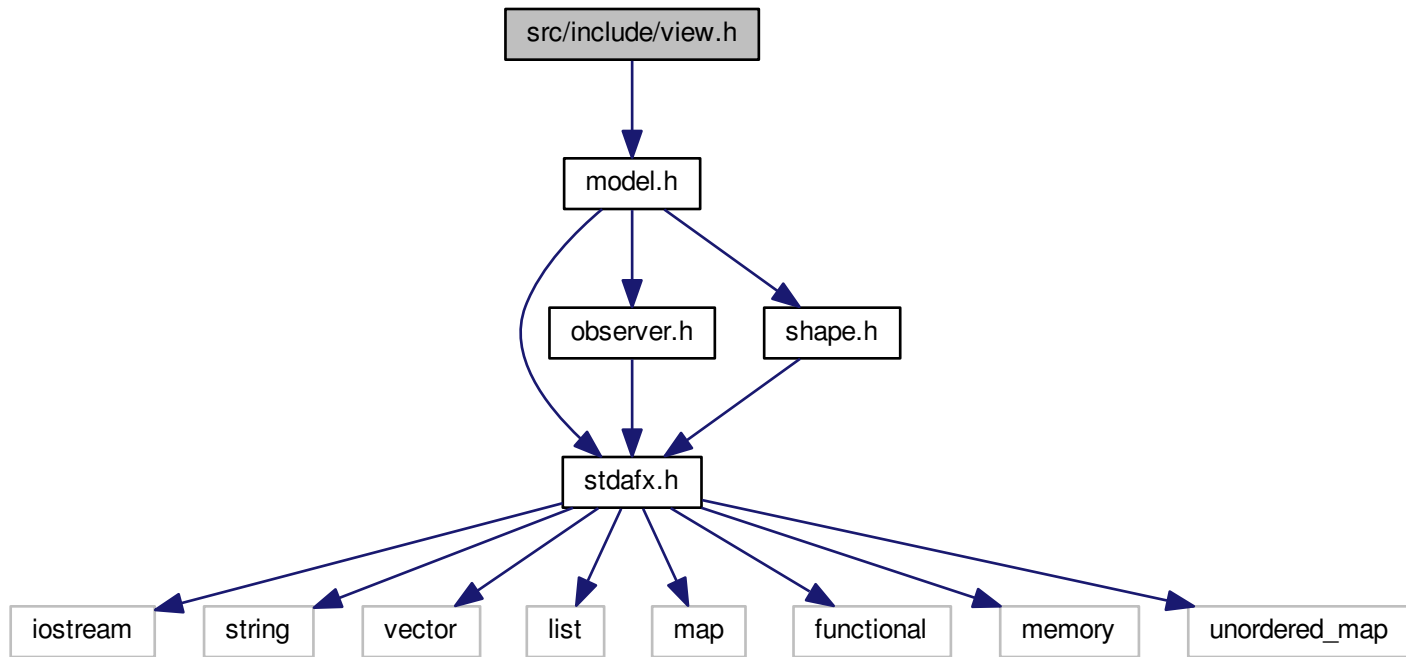 src/include/view.h
model.h
observer.h
shape.h
stdafx.h
iostream
string
vector
list
map
functional
memory
unordered_map